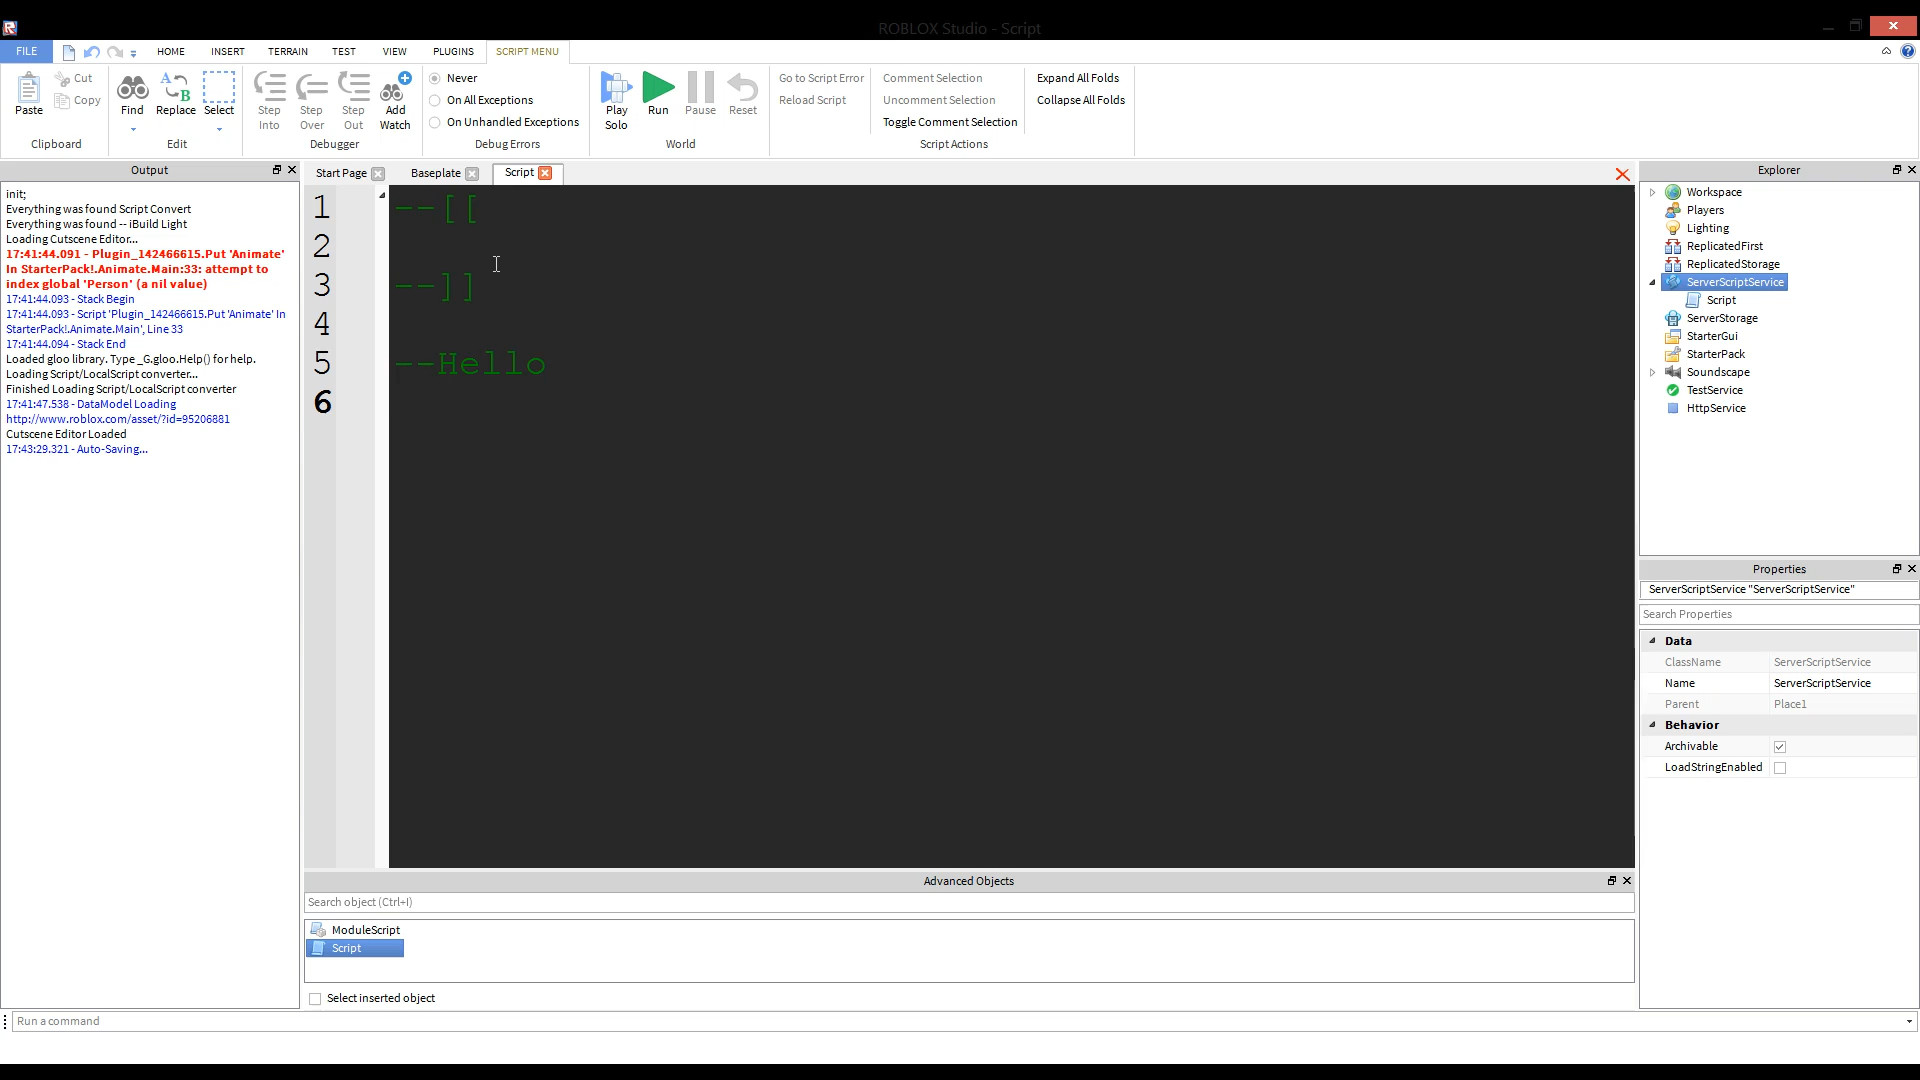 ROBLOX Studio - Script
FILE HOME INSERT TERRAIN TEST VIEW PLUGINS SCRIPT MENU
Paste
Cut
Copy
Clipboard
Find
Replace
Select
Edit
Step Into
Step Over
Step Out
Add Watch
Debugger
Never
On All Exceptions
On Unhandled Exceptions
Debug Errors
Play Solo
Run
Pause
Reset
World
Go to Script Error
Reload Script
Comment Selection
Uncomment Selection
Toggle Comment Selection
Script Actions
Expand All Folds
Collapse All Folds
Output
init;
Everything was found Script Convert
Everything was found -- iBuild Light
Loading Cutscene Editor...
17:41:44.091 - Plugin_142466615.Put 'Animate'
In StarterPack!.Animate.Main:33: attempt to
index global 'Person' (a nil value)
17:41:44.093 - Stack Begin
17:41:44.093 - Script 'Plugin_142466615.Put 'Animate' In
StarterPack!.Animate.Main', Line 33
17:41:44.094 - Stack End
Loaded gloo library. Type _G.gloo.Help() for help.
Loading Script/LocalScript converter...
Finished Loading Script/LocalScript converter
17:41:47.538 - DataModel Loading
http://www.roblox.com/asset/?id=95206881
Cutscene Editor Loaded
17:43:29.321 - Auto-Saving...
Start Page Baseplate Script
1 --[[
2
3 --]]
4
5 --Hello
6
Advanced Objects
Search object (Ctrl+I)
ModuleScript
Script
Select inserted object
Run a command
Explorer
Workspace
Players
Lighting
ReplicatedFirst
ReplicatedStorage
ServerScriptService
Script
ServerStorage
StarterGui
StarterPack
Soundscape
TestService
HttpService
Properties
ServerScriptService "ServerScriptService"
Search Properties
Data
ClassName ServerScriptService
Name ServerScriptService
Parent Place1
Behavior
Archivable
LoadStringEnabled